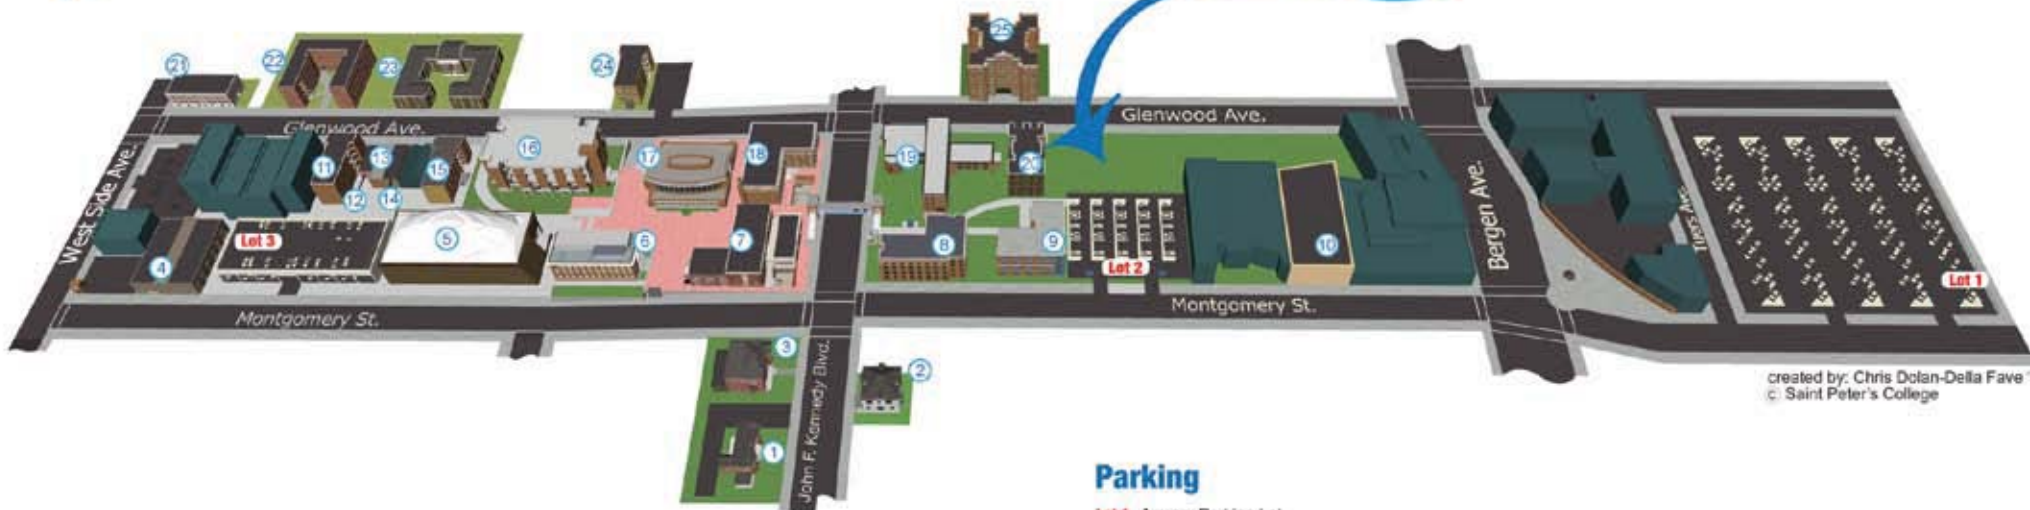 25
21
22
23
24
Glenwood Ave.
Glenwood Ave.
11
13
15
16
17
18
19
20
12
14
West Side Ave.
Lot 3
4
5
6
7
8
9
10
Lot 2
Bergen Ave.
Tuers Ave.
Lot 1
Montgomery St.
Montgomery St.
3
2
1
John F. Kennedy Blvd.
created by: Chris Dolan-Della Fave
© Saint Peter's College
Parking